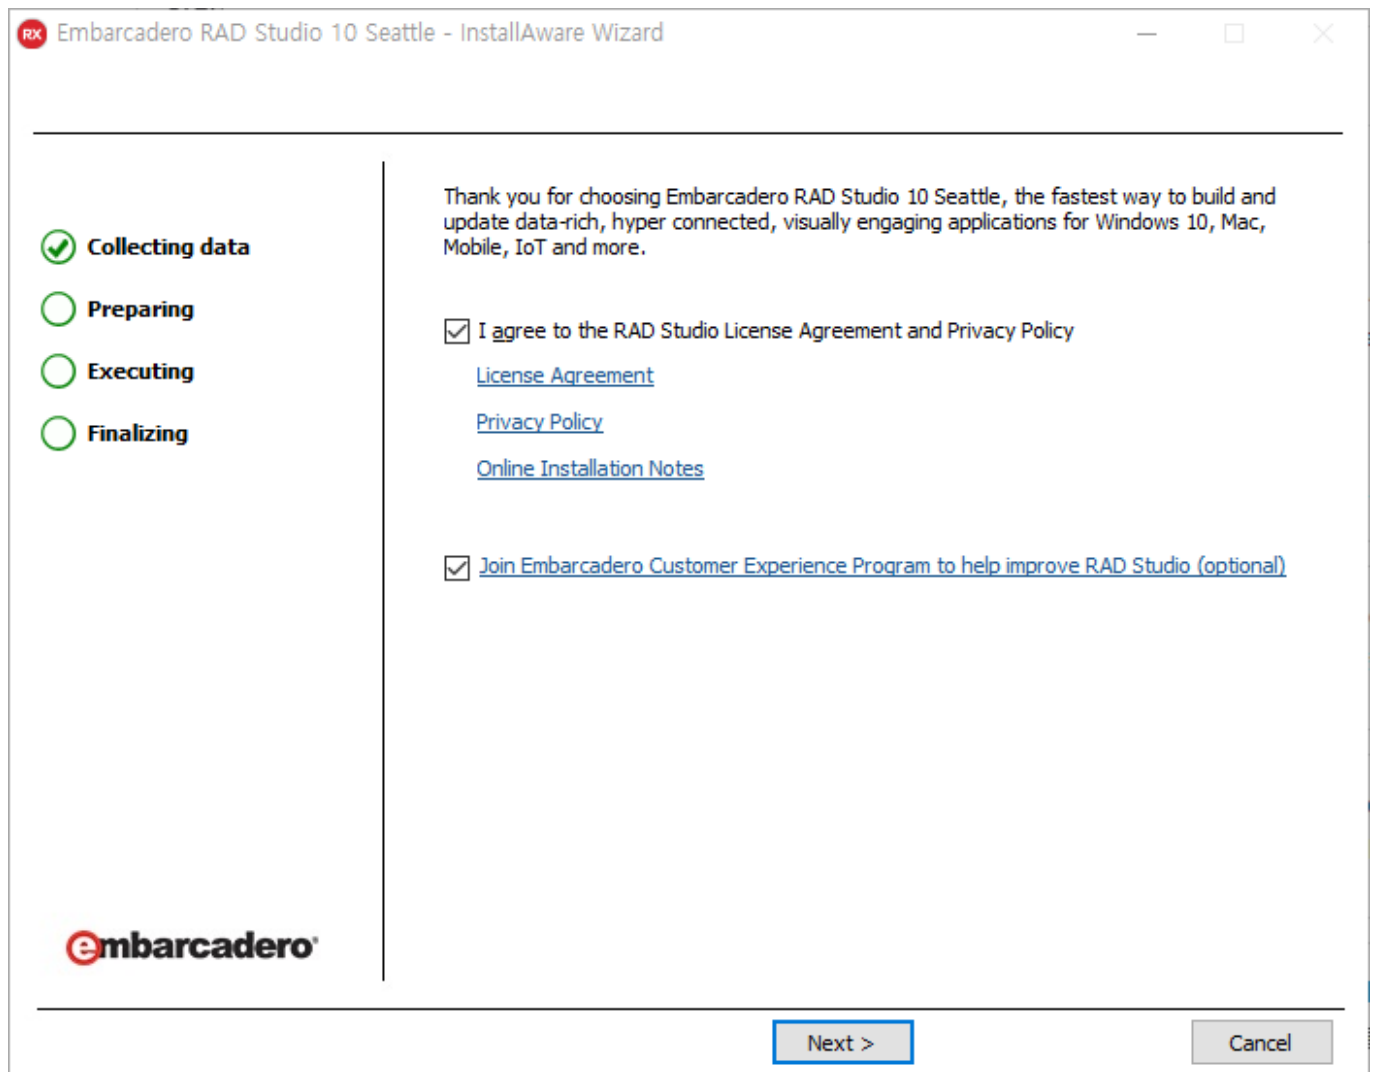 RX Embarcadero RAD Studio 10 Seattle - InstallAware Wizard
Thank you for choosing Embarcadero RAD Studio 10 Seattle, the fastest way to build and
update data-rich, hyper connected, visually engaging applications for Windows 10, Mac,
Mobile, IoT and more.
Collecting data
Preparing
Executing
Finalizing
I agree to the RAD Studio License Agreement and Privacy Policy
License Agreement
Privacy Policy
Online Installation Notes
Join Embarcadero Customer Experience Program to help improve RAD Studio (optional)
embarcadero
Next >
Cancel